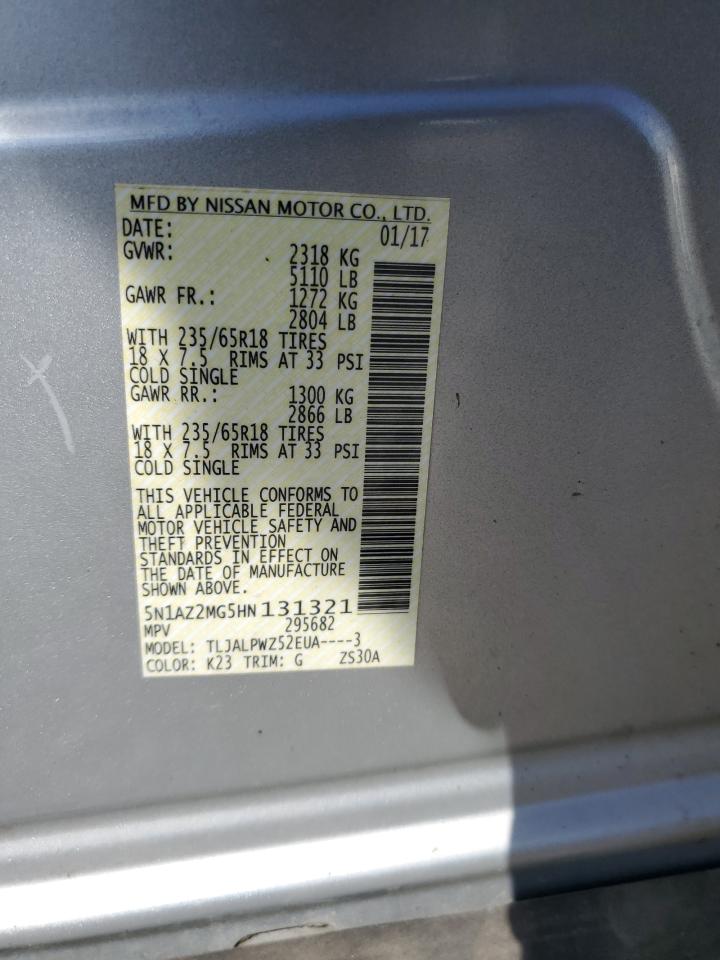 MFD BY NISSAN MOTOR CO., LTD.
DATE: 01/17
GVWR: 2318 KG
5110 LB
GAWR FR.: 1272 KG
2804 LB
WITH 235/65R18 TIRES
18 X 7.5 RIMS AT 33 PSI
COLD SINGLE
GAWR RR.: 1300 KG
2866 LB
WITH 235/65R18 TIRES
18 X 7.5 RIMS AT 33 PSI
COLD SINGLE
THIS VEHICLE CONFORMS TO
ALL APPLICABLE FEDERAL
MOTOR VEHICLE SAFETY AND
THEFT PREVENTION
STANDARDS IN EFFECT ON
THE DATE OF MANUFACTURE
SHOWN ABOVE.
5N1AZ2MG5HN131321
MPV 295682
MODEL: TLJALPWZ52EUA----3
COLOR: K23 TRIM: G ZS30A